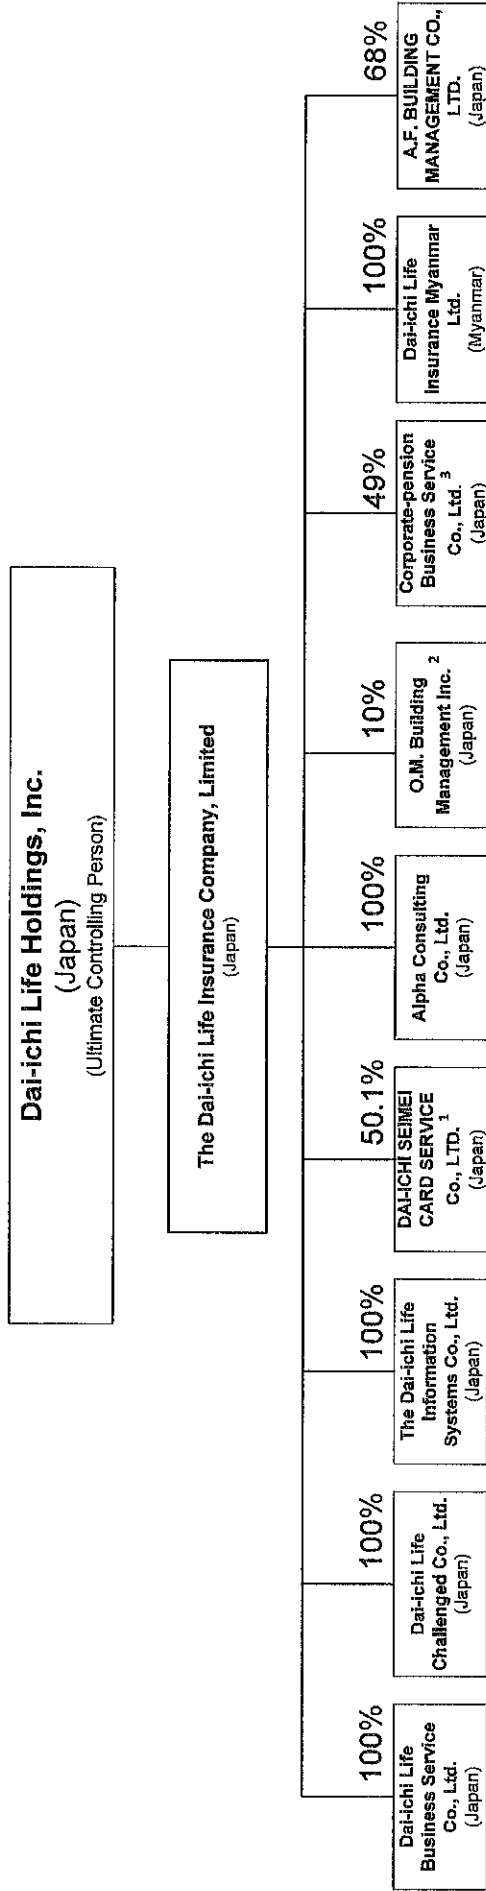 Dai-ichi Life Holdings, Inc.
(Japan)
(Ultimate Controlling Person)
The Dai-ichi Life Insurance Company, Limited
(Japan)
100%
Dai-ichi Life
Business Service
Co., Ltd.
(Japan)
100%
Dai-ichi Life
Challenged Co., Ltd.
(Japan)
100%
The Dai-ichi Life
Information
Systems Co., Ltd.
(Japan)
50.1%
DAI-ICHI SEIMEI
CARD SERVICE
Co., LTD. 1
(Japan)
100%
Alpha Consulting
Co., Ltd.
(Japan)
10%
O.M. Building
Management Inc. 2
(Japan)
49%
Corporate-pension
Business Service
Co., Ltd. 3
(Japan)
100%
Dai-ichi Life
Insurance Myanmar
Ltd.
(Myanmar)
68%
A.F. BUILDING
MANAGEMENT CO.,
LTD.
(Japan)